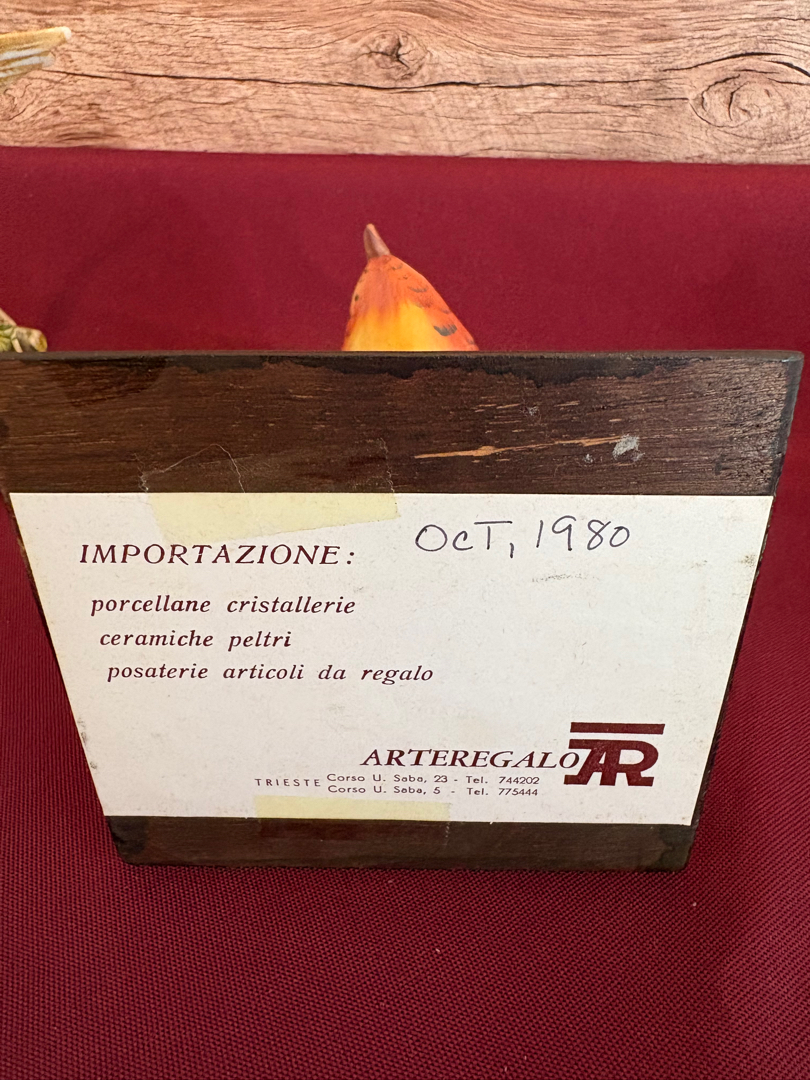 OCT, 1980
IMPORTAZIONE:
porcellane cristallerie
ceramiche peltri
posaterie articoli da regalo
ARTEREGALO AR
TRIESTE Corso U. Saba, 23 - Tel. 744202
Corso U. Saba, 5 - Tel. 775444